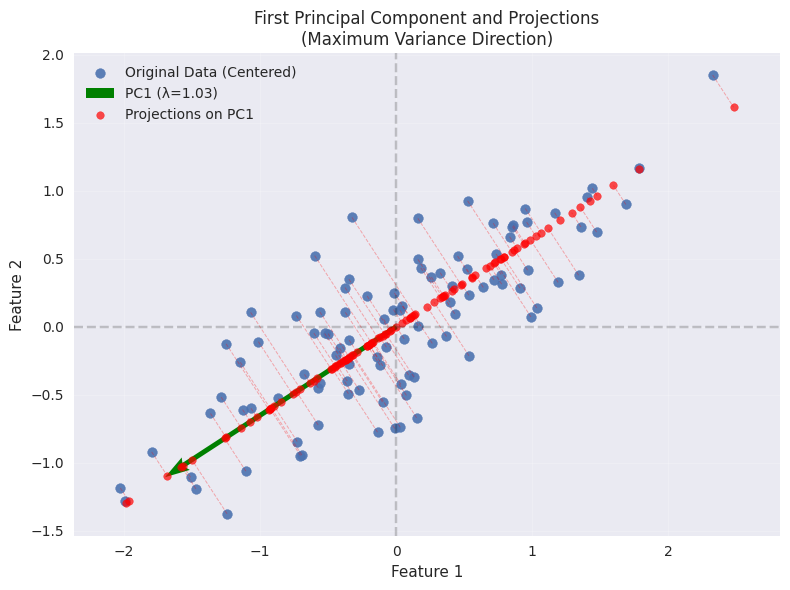 First Principal Component and Projections
(Maximum Variance Direction)
Original Data (Centered)
PC1 (λ=1.03)
Projections on PC1
Feature 2
2.0
1.5
1.0
0.5
0.0
−0.5
−1.0
−1.5
−2
−1
0
1
2
Feature 1